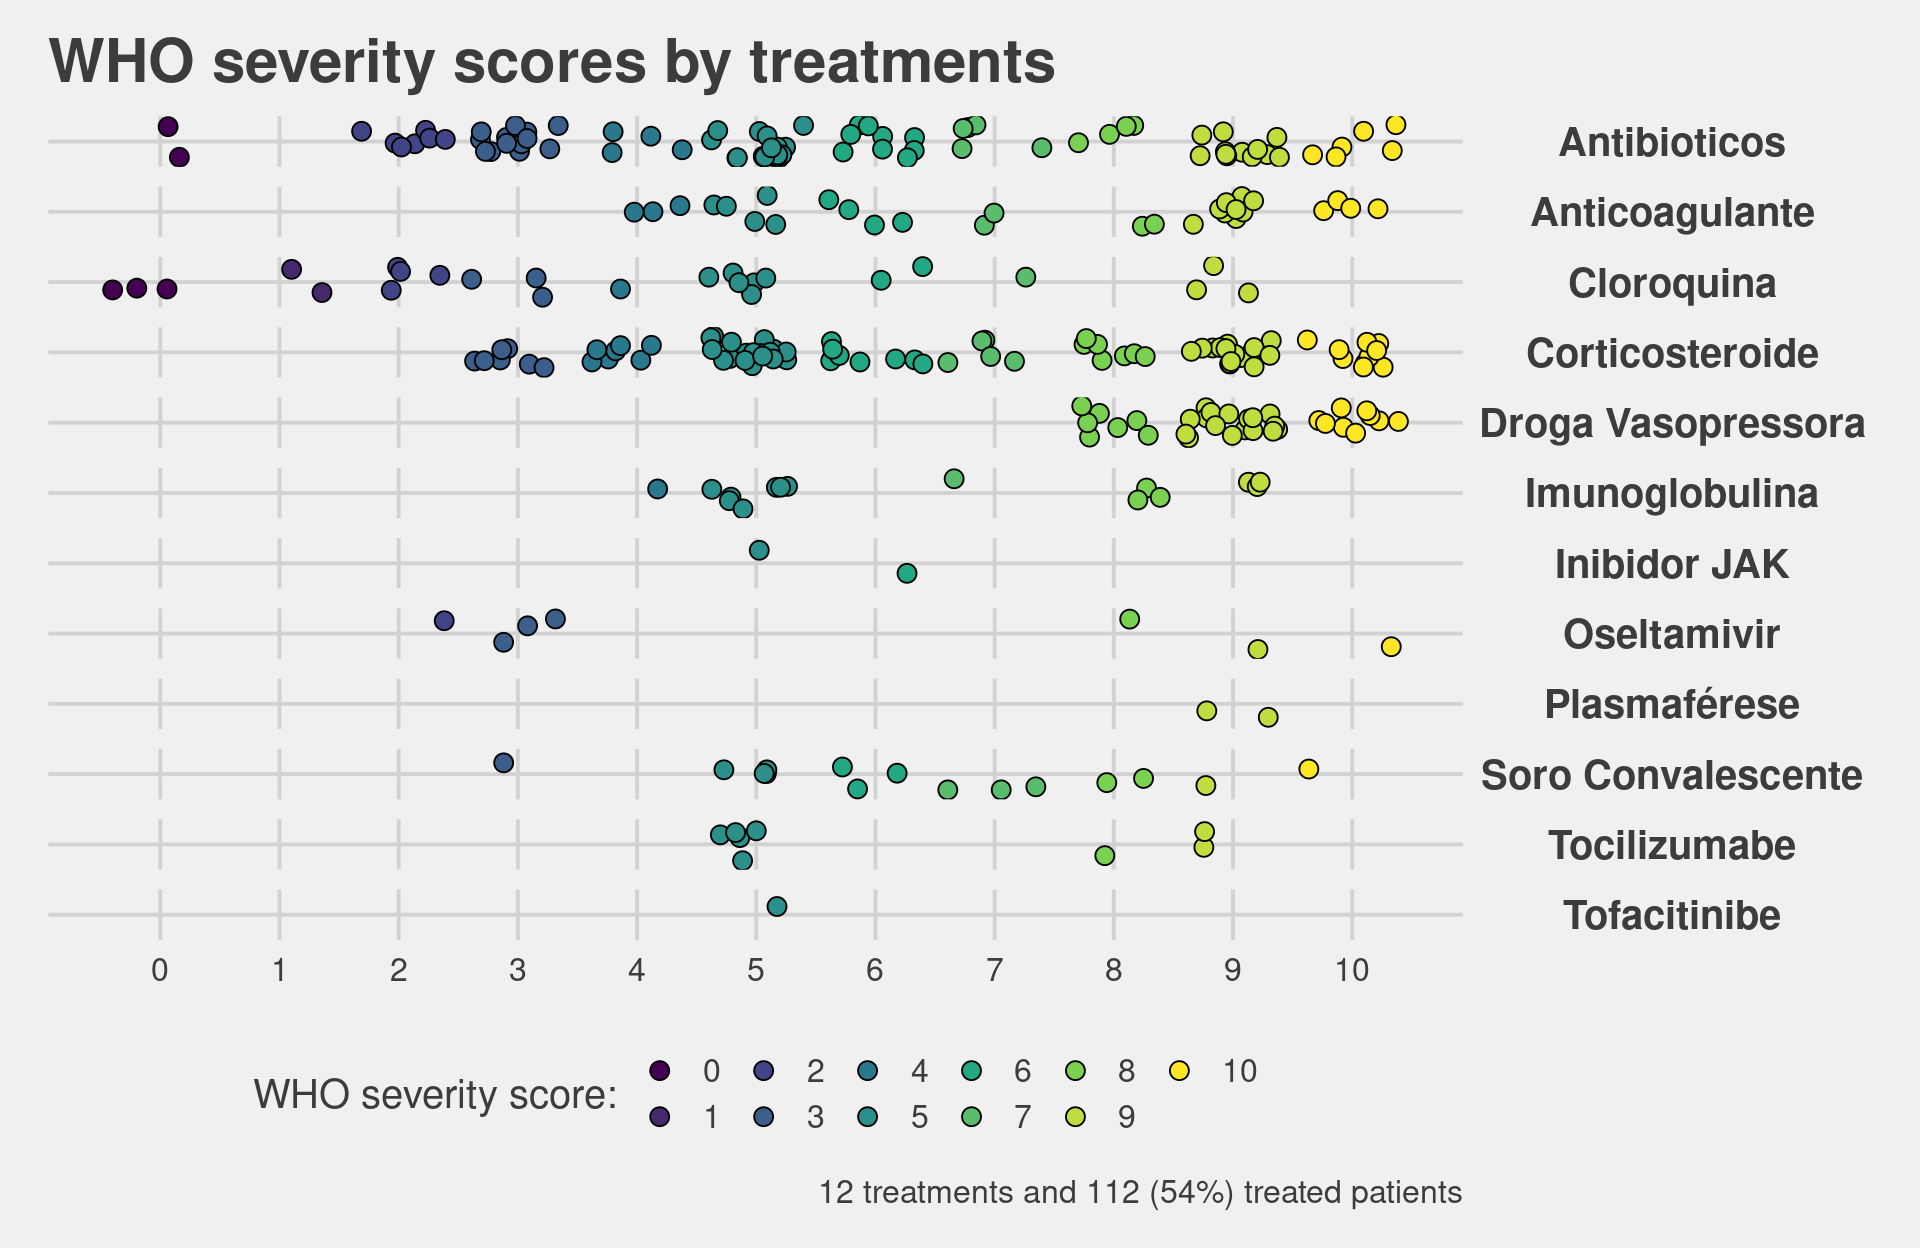 WHO severity scores by treatments
Antibioticos
Anticoagulante
Cloroquina
Corticosteroide
Droga Vasopressora
Imunoglobulina
Inibidor JAK
Oseltamivir
Plasmaférese
Soro Convalescente
Tocilizumabe
Tofacitinibe
0 1 2 3 4 5 6 7 8 9 10
WHO severity score:
0 2 4 6 8 10
1 3 5 7 9
12 treatments and 112 (54%) treated patients